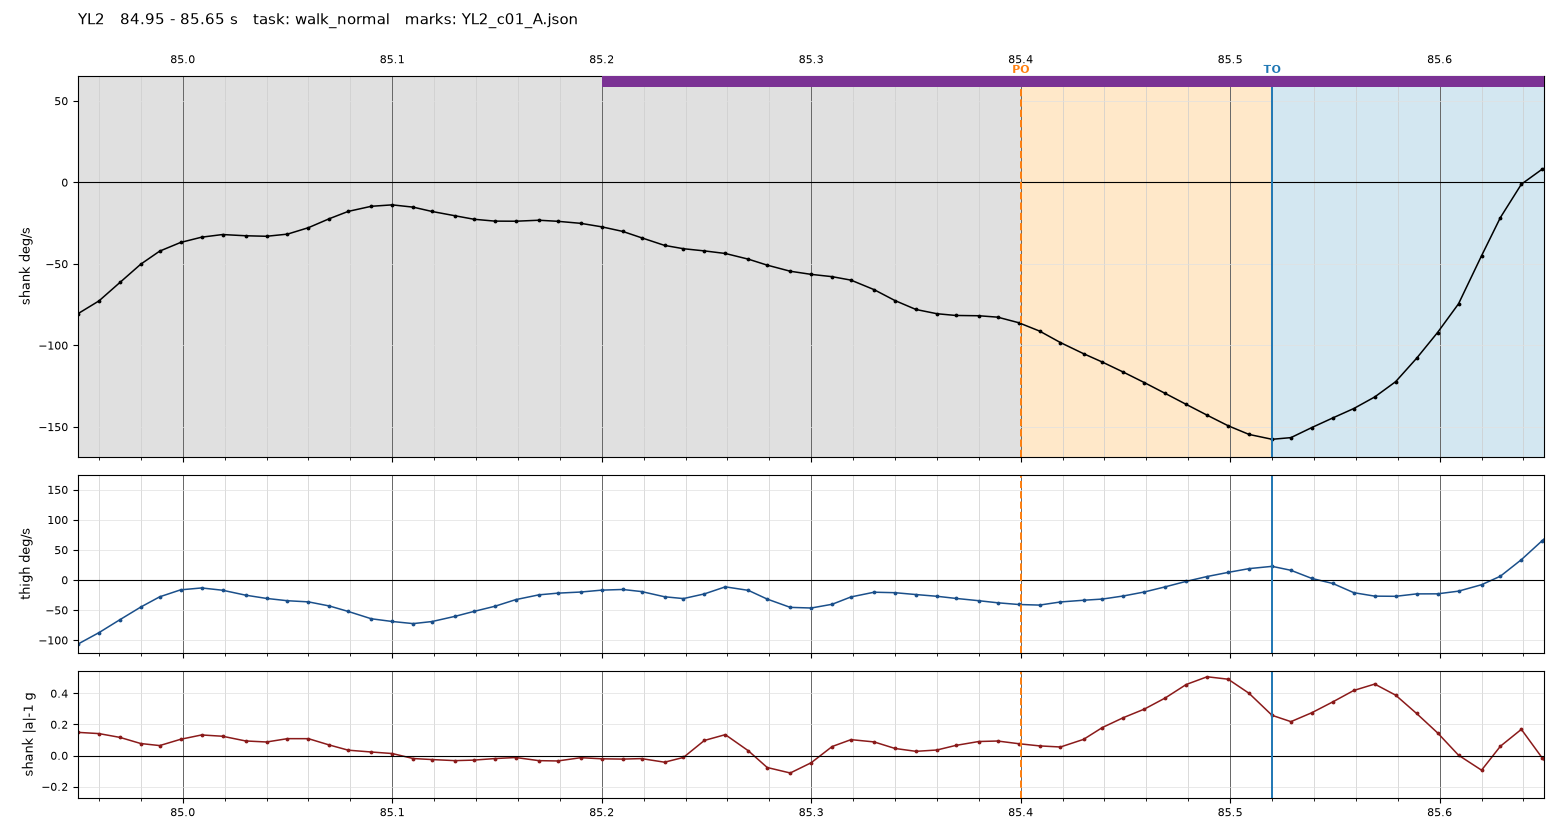 YL2   84.95 - 85.65 s   task: walk_normal   marks: YL2_c01_A.json
85.0 85.1 85.2 85.3 85.4 85.5 85.6
PO TO
shank deg/s
50
0
−50
−100
−150
thigh deg/s
150
100
50
0
−50
−100
shank |a|-1 g
0.4
0.2
0.0
−0.2
85.0 85.1 85.2 85.3 85.4 85.5 85.6